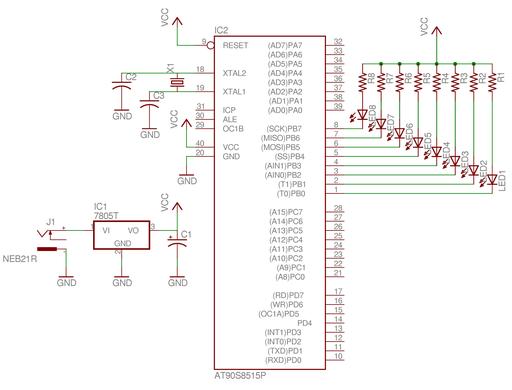 VCC
IC2
9 RESET (AD7)PA7 32
(AD6)PA6 33
(AD5)PA5 34
18 XTAL2 (AD4)PA4 35
(AD3)PA3 36
19 XTAL1 (AD2)PA2 37
(AD1)PA1 38
31 ICP (AD0)PA0 39
30 ALE
29 OC1B (SCK)PB7 8
(MISO)PB6 7
40 VCC (MOSI)PB5 6
20 GND (SS)PB4 5
(AIN1)PB3 4
(AIN0)PB2 3
(T1)PB1 2
(T0)PB0 1
(A15)PC7 28
(A14)PC6 27
(A13)PC5 26
(A12)PC4 25
(A11)PC3 24
(A10)PC2 23
(A9)PC1 22
(A8)PC0 21
(RD)PD7 17
(WR)PD6 16
(OC1A)PD5 15
PD4 14
(INT1)PD3 13
(INT0)PD2 12
(TXD)PD1 11
(RXD)PD0 10
AT90S8515P
C2
X1
C3
GND
GND
VCC
GND
VCC
R8 R7 R6 R5 R4 R3 R2 R1
LED8
LED7
LED6
LED5
LED4
LED3
LED2
LED1
VCC
IC1
7805T
J1
1 VI VO 3
GND
2
C1
+
NEB21R
GND
GND
GND